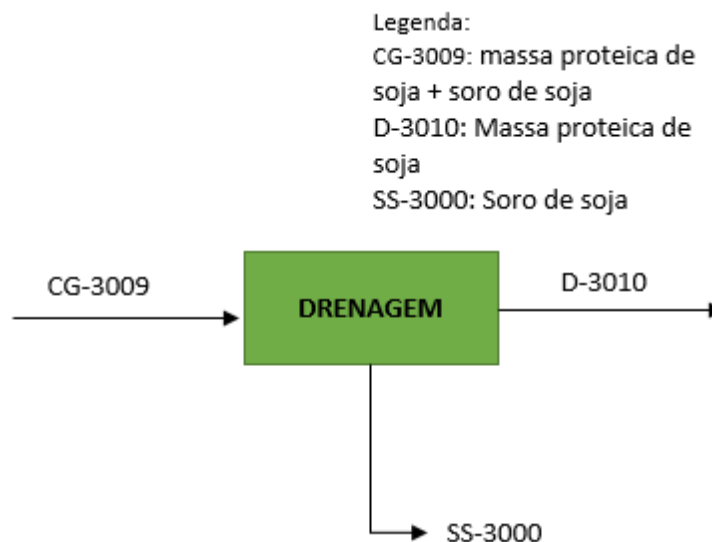 Legenda:
CG-3009: massa proteica de
soja + soro de soja
D-3010: Massa proteica de
soja
SS-3000: Soro de soja
CG-3009
DRENAGEM
D-3010
SS-3000